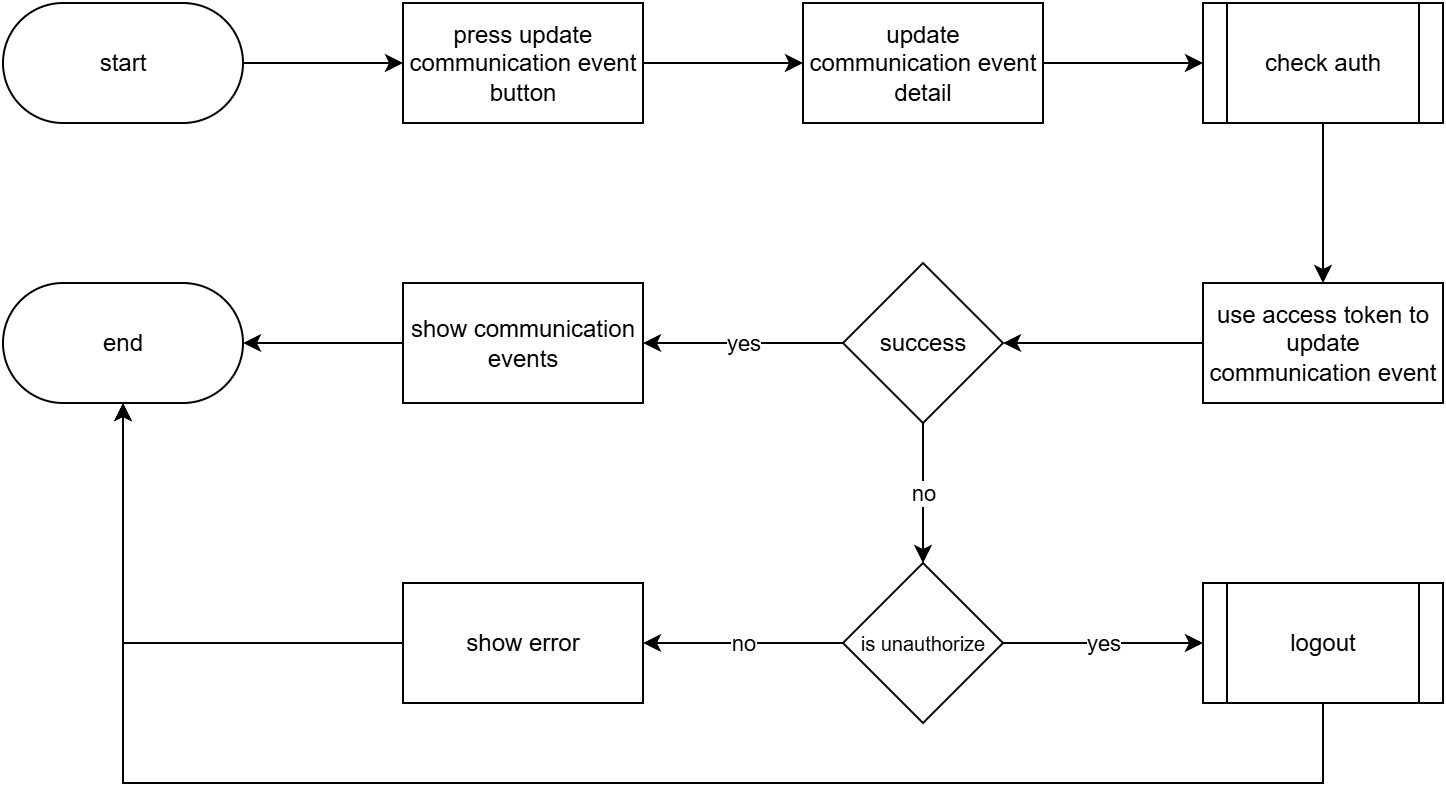 start
press update
communication event
button
update
communication event
detail
check auth
end
show communication
events
yes
success
use access token to
update
communication event
no
show error
no
is unauthorize
yes
logout